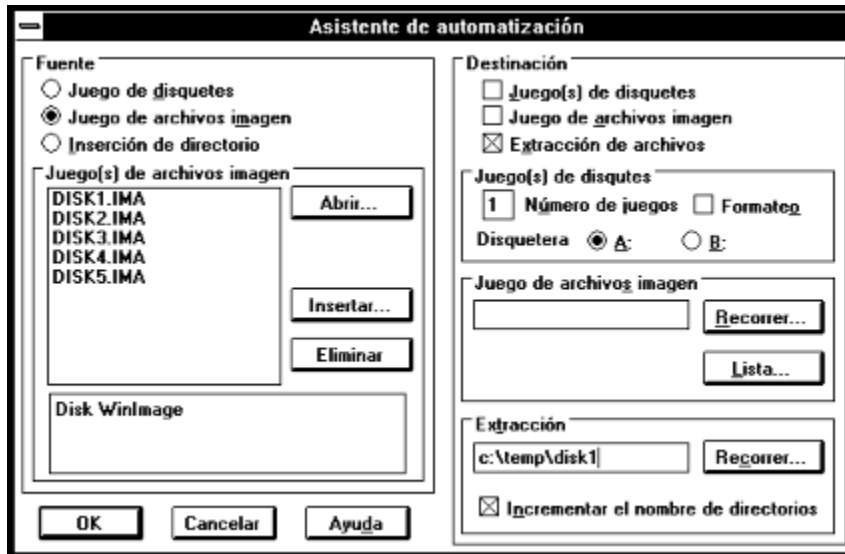 Asistente de automatización
Fuente
Juego de disquetes
Juego de archivos imagen
Inserción de directorio
Juego(s) de archivos imagen
DISK1.IMA
DISK2.IMA
DISK3.IMA
DISK4.IMA
DISK5.IMA
Abrir...
Insertar...
Eliminar
Disk WinImage
OK
Cancelar
Ayuda
Destinación
Juego(s) de disquetes
Juego de archivos imagen
Extracción de archivos
Juego(s) de disqutes
1 Número de juegos Formateo
Disquetera A: B:
Juego de archivos imagen
Recorrer...
Lista...
Extracción
c:\temp\disk1
Recorrer...
Incrementar el nombre de directorios